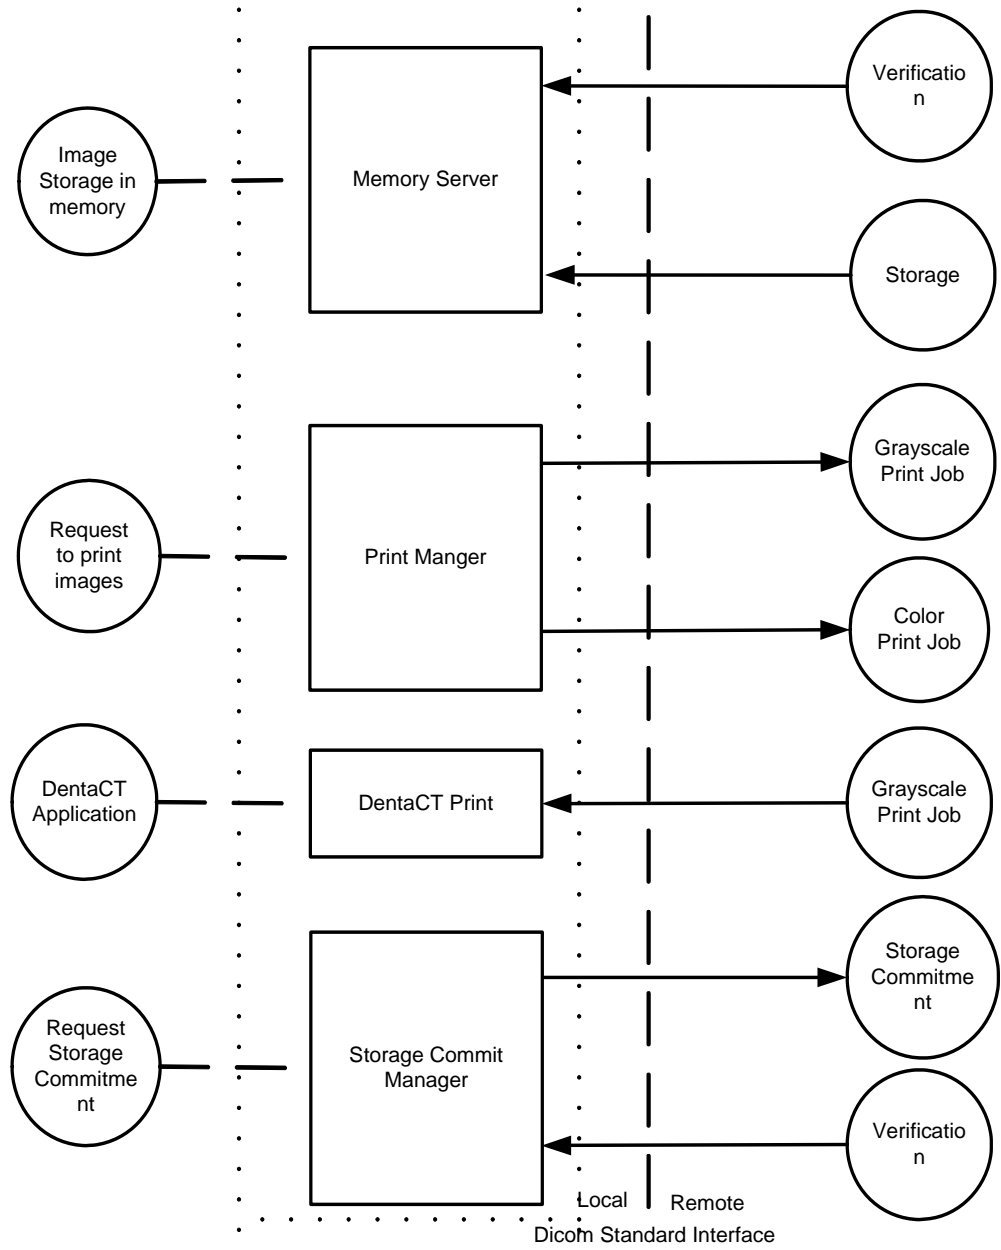 Verificatio
n
Image
Storage in
memory
Memory Server
Storage
Grayscale
Print Job
Request
to print
images
Print Manger
Color
Print Job
DentaCT
Application
DentaCT Print
Grayscale
Print Job
Storage
Commitme
nt
Request
Storage
Commitme
nt
Storage Commit
Manager
Verificatio
n
Local
Remote
Dicom Standard Interface